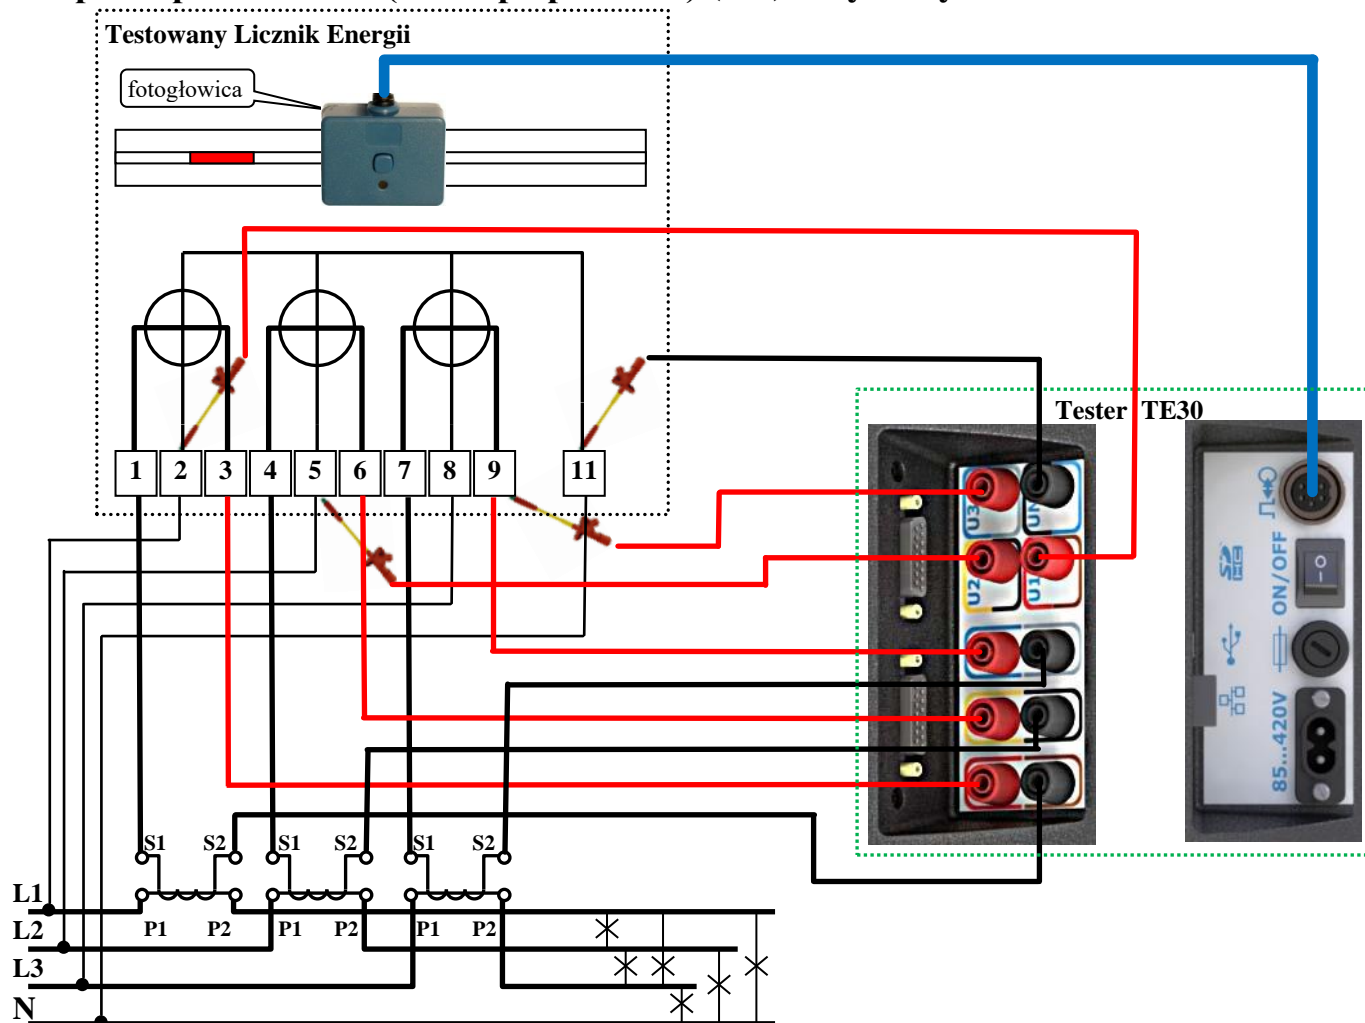 Testowany Licznik Energii
fotogłowica
Tester TE30
1 2 3 4 5 6 7 8 9 11
U3 UN
U2 U1
ON/OFF
85...420V
S1 S2 S1 S2 S1 S2
L1
P1 P2 P1 P2 P1 P2
L2
L3
N